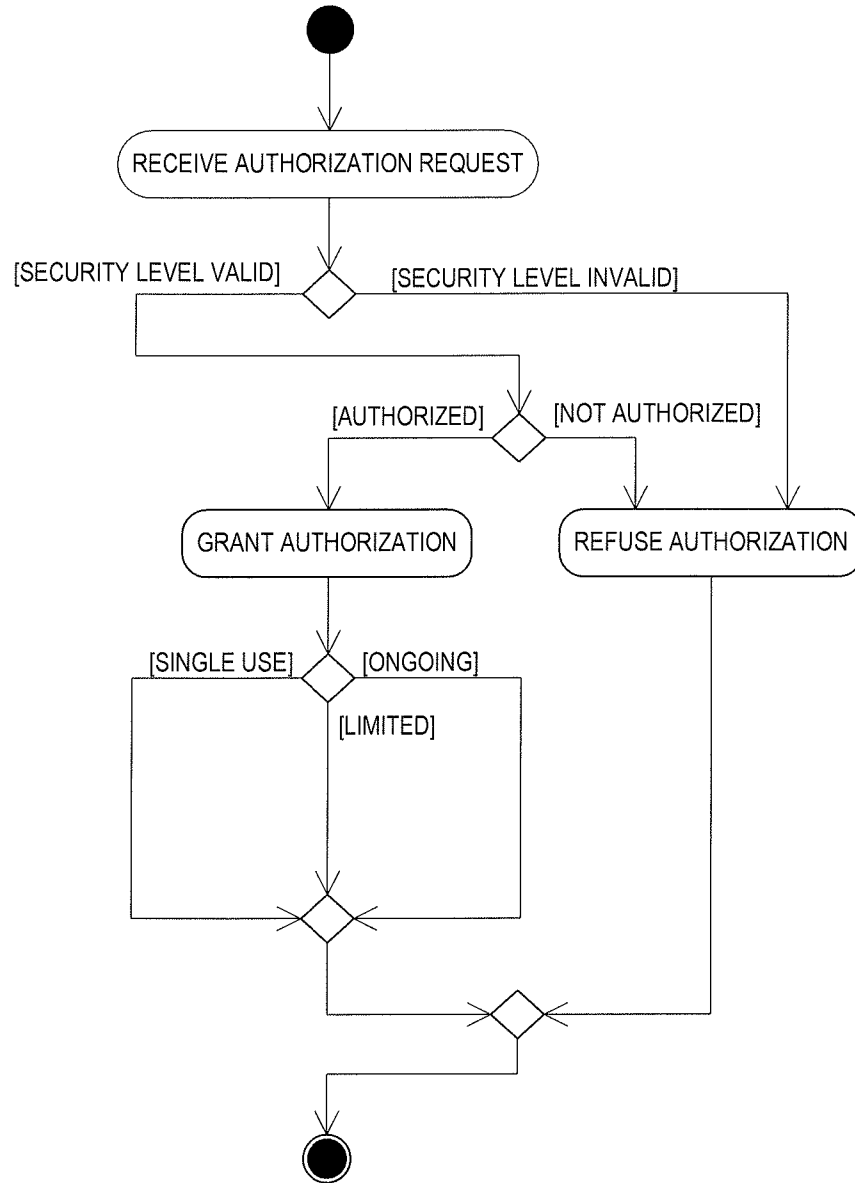 RECEIVE AUTHORIZATION REQUEST
[SECURITY LEVEL VALID]
[SECURITY LEVEL INVALID]
[AUTHORIZED]
[NOT AUTHORIZED]
GRANT AUTHORIZATION
REFUSE AUTHORIZATION
[SINGLE USE]
[ONGOING]
[LIMITED]